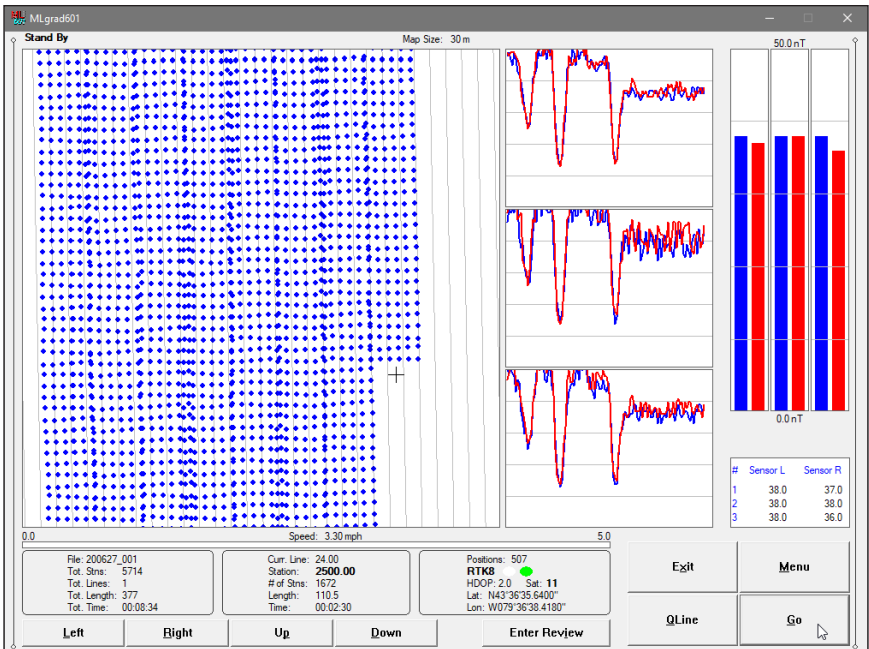 MLgrad601
Stand By
Map Size: 30 m
50.0 nT
0.0 nT
# Sensor L Sensor R
1 38.0 37.0
2 38.0 38.0
3 38.0 36.0
0.0 Speed: 3.30 mph 5.0
File: 200627_001
Tot. Stns: 5714
Tot. Lines: 1
Tot. Length: 377
Tot. Time: 00:08:34
Curr. Line: 24.00
Station: 2500.00
# of Stns: 1672
Length: 110.5
Time: 00:02:30
Positions: 507
RTK8
HDOP: 2.0 Sat: 11
Lat: N43°36'35.6400"
Lon: W079°36'38.4180"
Exit
Menu
QLine
Go
Left
Right
Up
Down
Enter Review